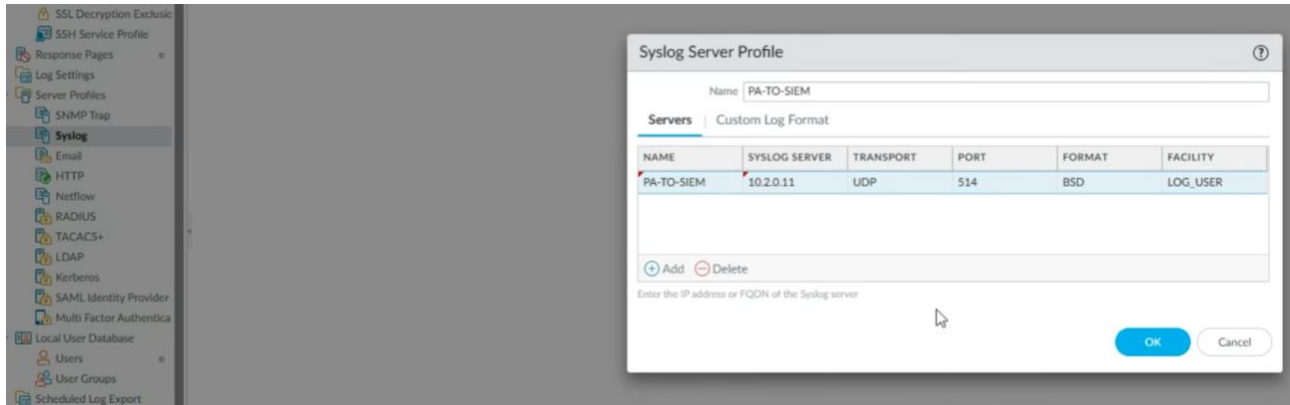 SSL Decryption Exclusic
SSH Service Profile
Response Pages
Log Settings
Server Profiles
SNMP Trap
Syslog
Email
HTTP
Netflow
RADIUS
TACACS+
LDAP
Kerberos
SAML Identity Provider
Multi Factor Authentica
Local User Database
Users
User Groups
Scheduled Log Export
Syslog Server Profile
Name PA-TO-SIEM
Servers Custom Log Format
NAME SYSLOG SERVER TRANSPORT PORT FORMAT FACILITY
PA-TO-SIEM 10.2.0.11 UDP 514 BSD LOG_USER
Add Delete
Enter the IP address or FQDN of the Syslog server
OK Cancel